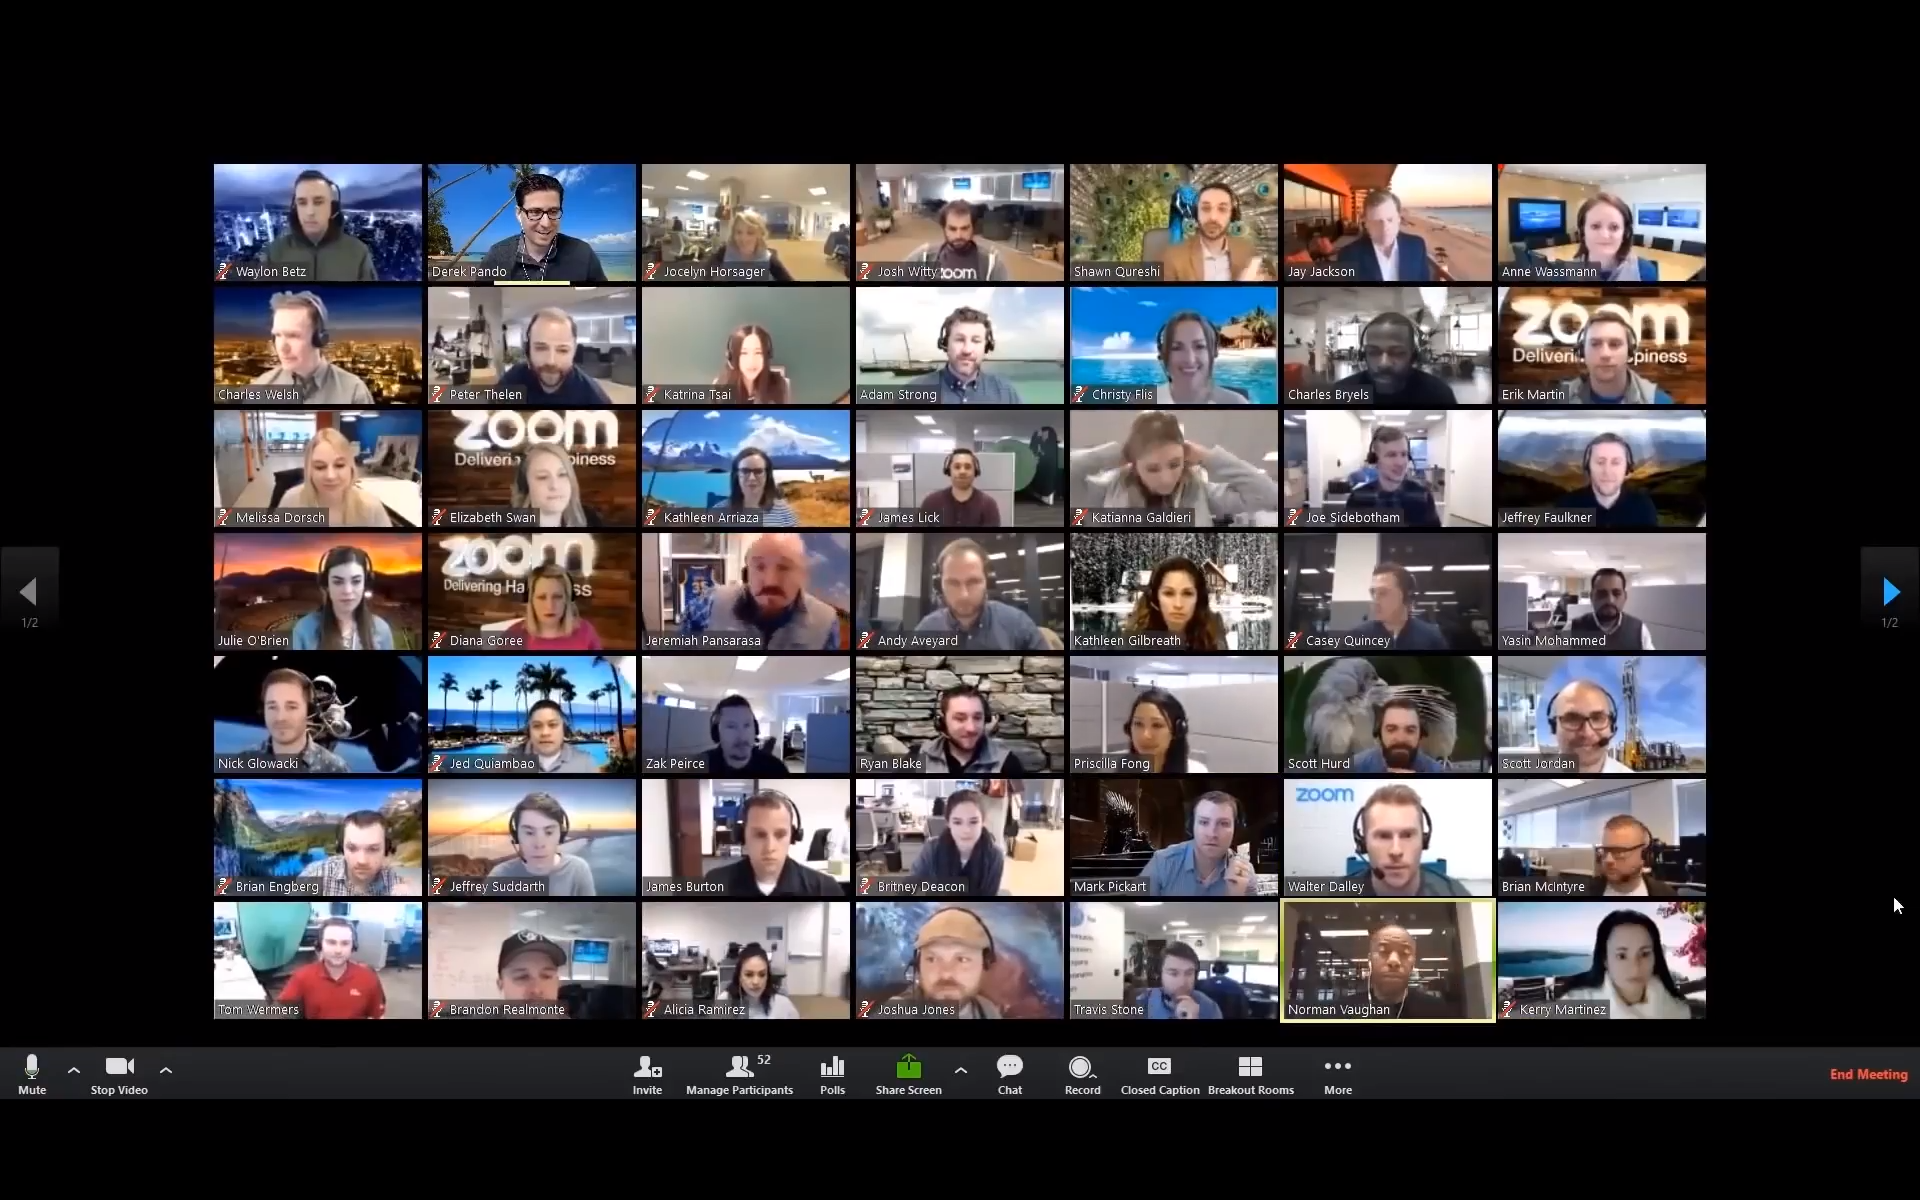 Waylon Betz
Derek Pando
Jocelyn Horsager
Josh Witty
zoom
Shawn Qureshi
Jay Jackson
Anne Wassmann
Charles Welsh
Peter Thelen
Katrina Tsai
Adam Strong
Christy Flis
Charles Bryels
zoom
Deliveri piness
Erik Martin
Melissa Dorsch
zoom
Deliveri piness
Elizabeth Swan
Kathleen Arriaza
James Lick
Katianna Galdieri
Joe Sidebotham
Jeffrey Faulkner
Julie O'Brien
zoom
Delivering Ha ss
Diana Goree
Jeremiah Pansarasa
Andy Aveyard
Kathleen Gilbreath
Casey Quincey
Yasin Mohammed
1/2
1/2
Nick Glowacki
Jed Quiambao
Zak Peirce
Ryan Blake
Priscilla Fong
Scott Hurd
Scott Jordan
Brian Engberg
Jeffrey Suddarth
James Burton
Britney Deacon
Mark Pickart
zoom
Walter Dalley
Brian McIntyre
Tom Wermers
Brandon Realmonte
Alicia Ramirez
Joshua Jones
Travis Stone
Norman Vaughan
Kerry Martinez
Mute
Stop Video
Invite
52
Manage Participants
Polls
Share Screen
Chat
Record
CC
Closed Caption
Breakout Rooms
More
End Meeting